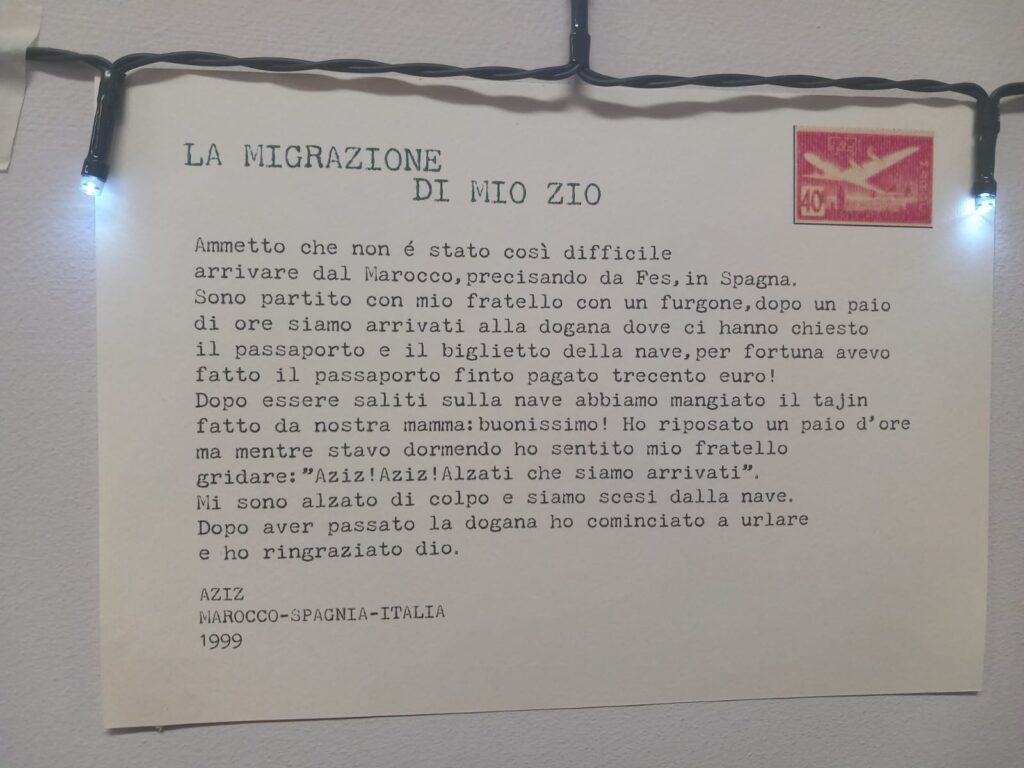 LA MIGRAZIONE
DI MIO ZIO
40
Ammetto che non é stato così difficile
arrivare dal Marocco,precisando da Fes,in Spagna.
Sono partito con mio fratello con un furgone,dopo un paio
di ore siamo arrivati alla dogana dove ci hanno chiesto
il passaporto e il biglietto della nave,per fortuna avevo
fatto il passaporto finto pagato trecento euro!
Dopo essere saliti sulla nave abbiamo mangiato il tajin
fatto da nostra mamma:buonissimo! Ho riposato un paio d'ore
ma mentre stavo dormendo ho sentito mio fratello
gridare:"Aziz!Aziz!Alzati che siamo arrivati".
Mi sono alzato di colpo e siamo scesi dalla nave.
Dopo aver passato la dogana ho cominciato a urlare
e ho ringraziato dio.
AZIZ
MAROCCO-SPAGNIA-ITALIA
1999